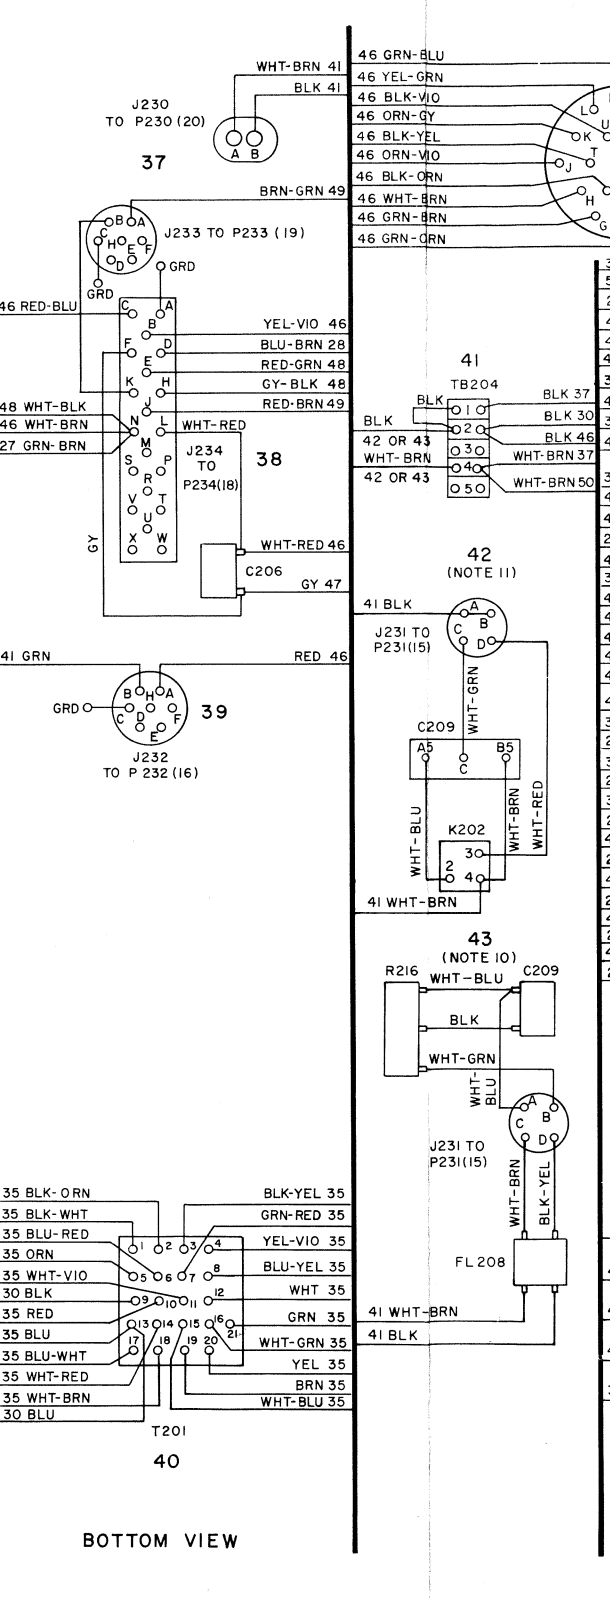 WHT-BRN 41
BLK 41
J230
TO P230 (20)
A B
37
BRN-GRN 49
B A
C H E F
D
J233 TO P233 (19)
GRD
GRD
46 RED-BLU
C A
B
YEL-VIO 46
F D
BLU-BRN 28
E
RED-GRN 48
K H
GY-BLK 48
J
RED-BRN 49
48 WHT-BLK
46 WHT-BRN
27 GRN-BRN
N L
WHT-RED
M
S P
R
V T
U
X W
J234
TO
P234(18)
38
GY
WHT-RED 46
C206
GY 47
41 GRN
RED 46
B H A
GRD
C D F
E
39
J232
TO P 232 (16)
35 BLK-ORN
35 BLK-WHT
35 BLU-RED
35 ORN
35 WHT-VIO
30 BLK
35 RED
35 BLU
35 BLU-WHT
35 WHT-RED
35 WHT-BRN
30 BLU
BLK-YEL 35
GRN-RED 35
YEL-VIO 35
BLU-YEL 35
WHT 35
GRN 35
WHT-GRN 35
YEL 35
BRN 35
WHT-BLU 35
1 2 3 4
5 6 7 8
9 10 11 12
13 14 15 16
17 18 19 20 21
T201
40
BOTTOM VIEW
46 GRN-BLU
46 YEL-GRN
46 BLK-VIO
46 ORN-GY
46 BLK-YEL
46 ORN-VIO
46 BLK-ORN
46 WHT-BRN
46 GRN-BRN
46 GRN-ORN
L
U
K
T
J
H
G
41
TB204
BLK
1
BLK 37
BLK
2
BLK 30
42 OR 43
BLK 46
3
WHT-BRN
4
WHT-BRN 37
42 OR 43
WHT-BRN 50
5
42
(NOTE 11)
41 BLK
A
B
C D
J231 TO
P231(15)
WHT-GRN
C209
A5 B5
C
WHT-BLU
WHT-BRN
WHT-RED
K202
3
2
4
41 WHT-BRN
43
(NOTE 10)
R216
WHT-BLU
C209
BLK
WHT-GRN
WHT-
BLU
A
B
C
D
J231 TO
P231(15)
WHT-BRN
BLK-YEL
FL 208
41 WHT-BRN
41 BLK